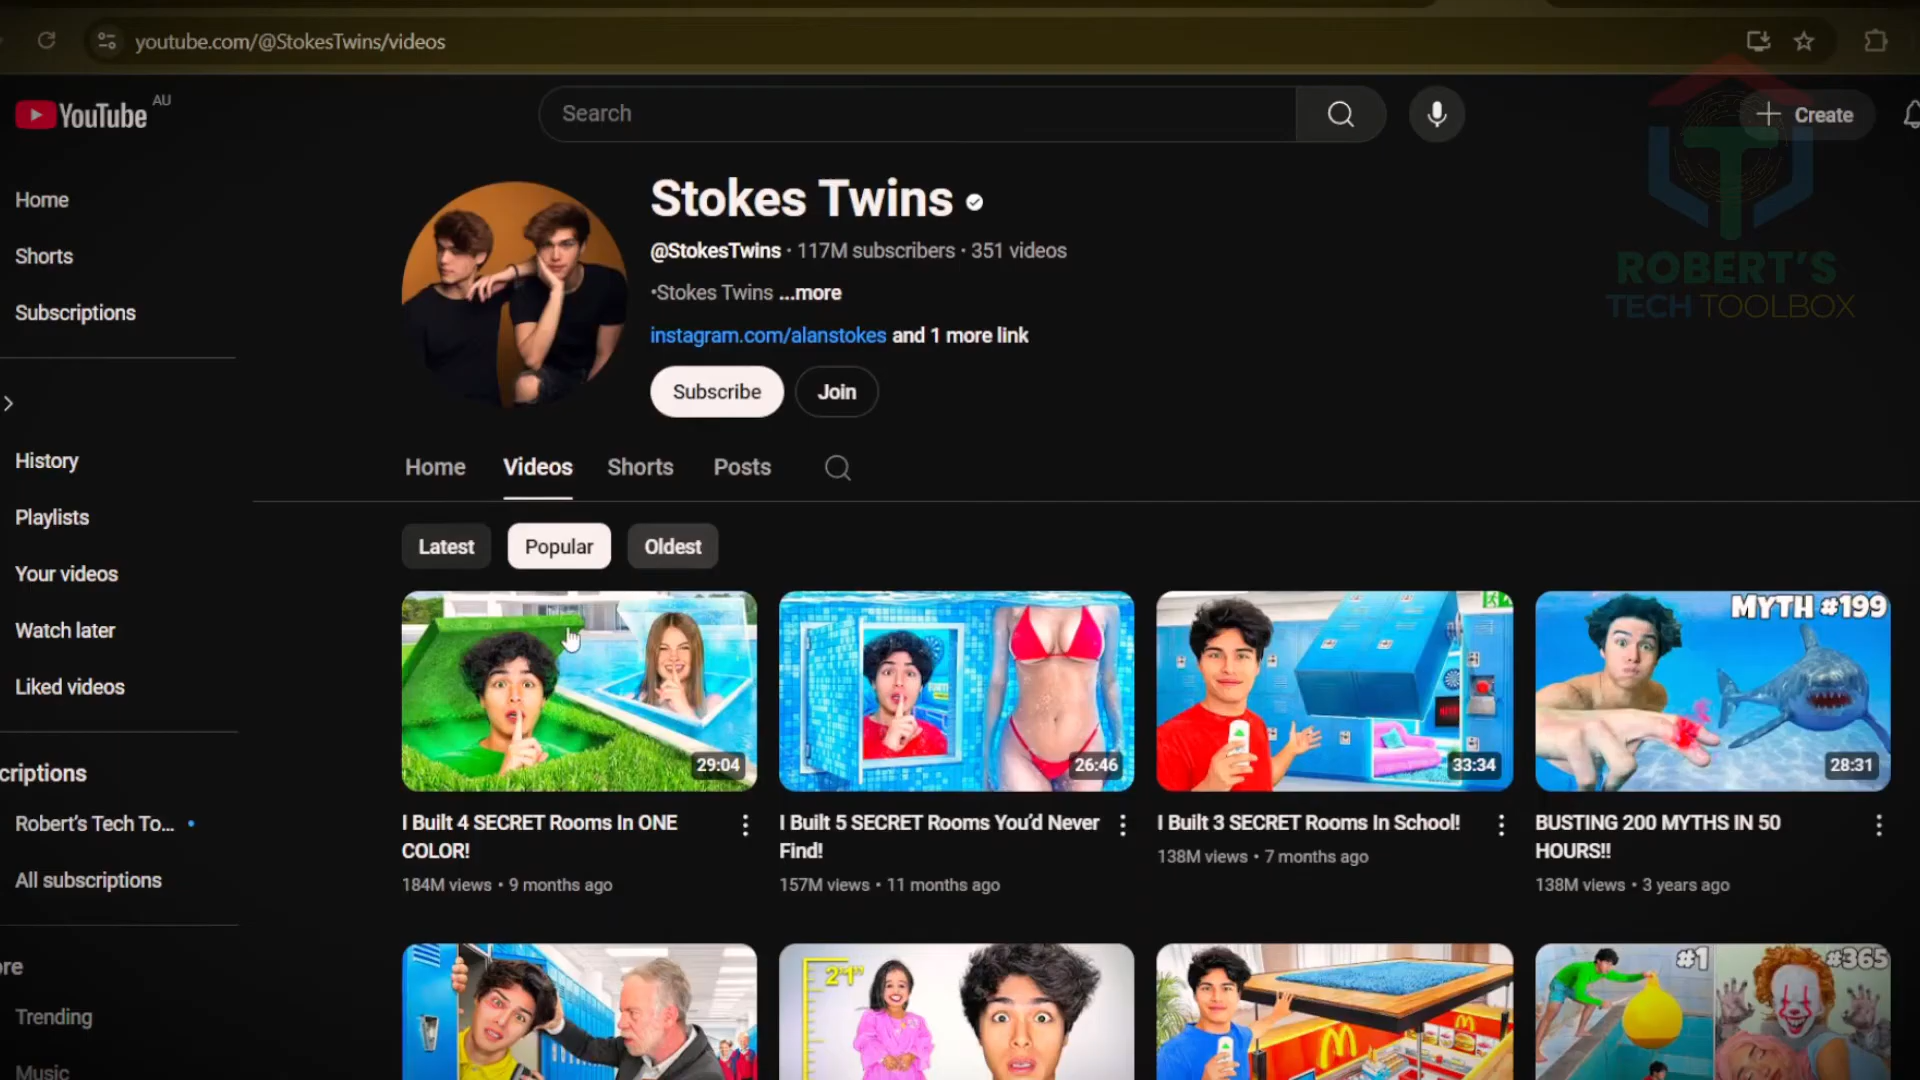 youtube.com/@StokesTwins/videos
YouTube AU
Search
Create
ROBERT'S
TECH TOOLBOX
Home
Shorts
Subscriptions
History
Playlists
Your videos
Watch later
Liked videos
criptions
Robert's Tech To...
All subscriptions
re
Trending
Music
Stokes Twins
@StokesTwins · 117M subscribers · 351 videos
•Stokes Twins ...more
instagram.com/alanstokes and 1 more link
Subscribe
Join
Home
Videos
Shorts
Posts
Latest
Popular
Oldest
29:04
I Built 4 SECRET Rooms In ONE
COLOR!
184M views • 9 months ago
26:46
I Built 5 SECRET Rooms You'd Never
Find!
157M views • 11 months ago
33:34
I Built 3 SECRET Rooms In School!
138M views • 7 months ago
MYTH #199
28:31
BUSTING 200 MYTHS IN 50
HOURS!!
138M views • 3 years ago
2'1"
#1
#365